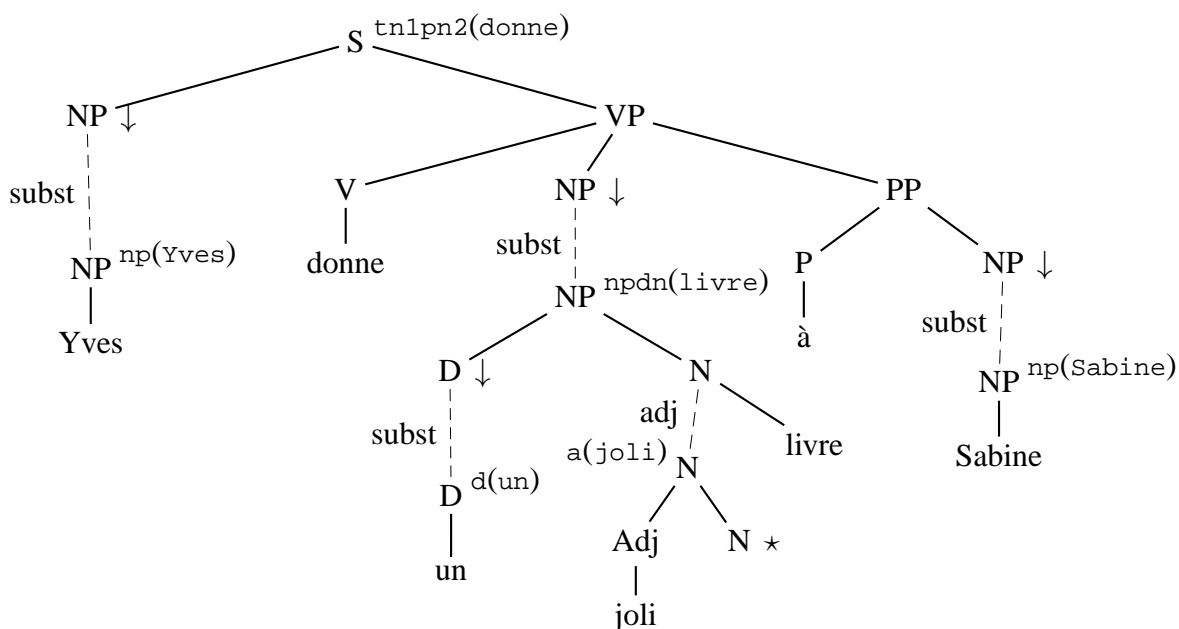 S tn1pn2(donne)
NP ↓ VP
subst V NP ↓ PP
NP np(Yves) donne subst P NP ↓
Yves NP npdn(livre) à subst
D ↓ N NP np(Sabine)
subst adj livre Sabine
D d(un) a(joli) N
un Adj N ⋆
joli